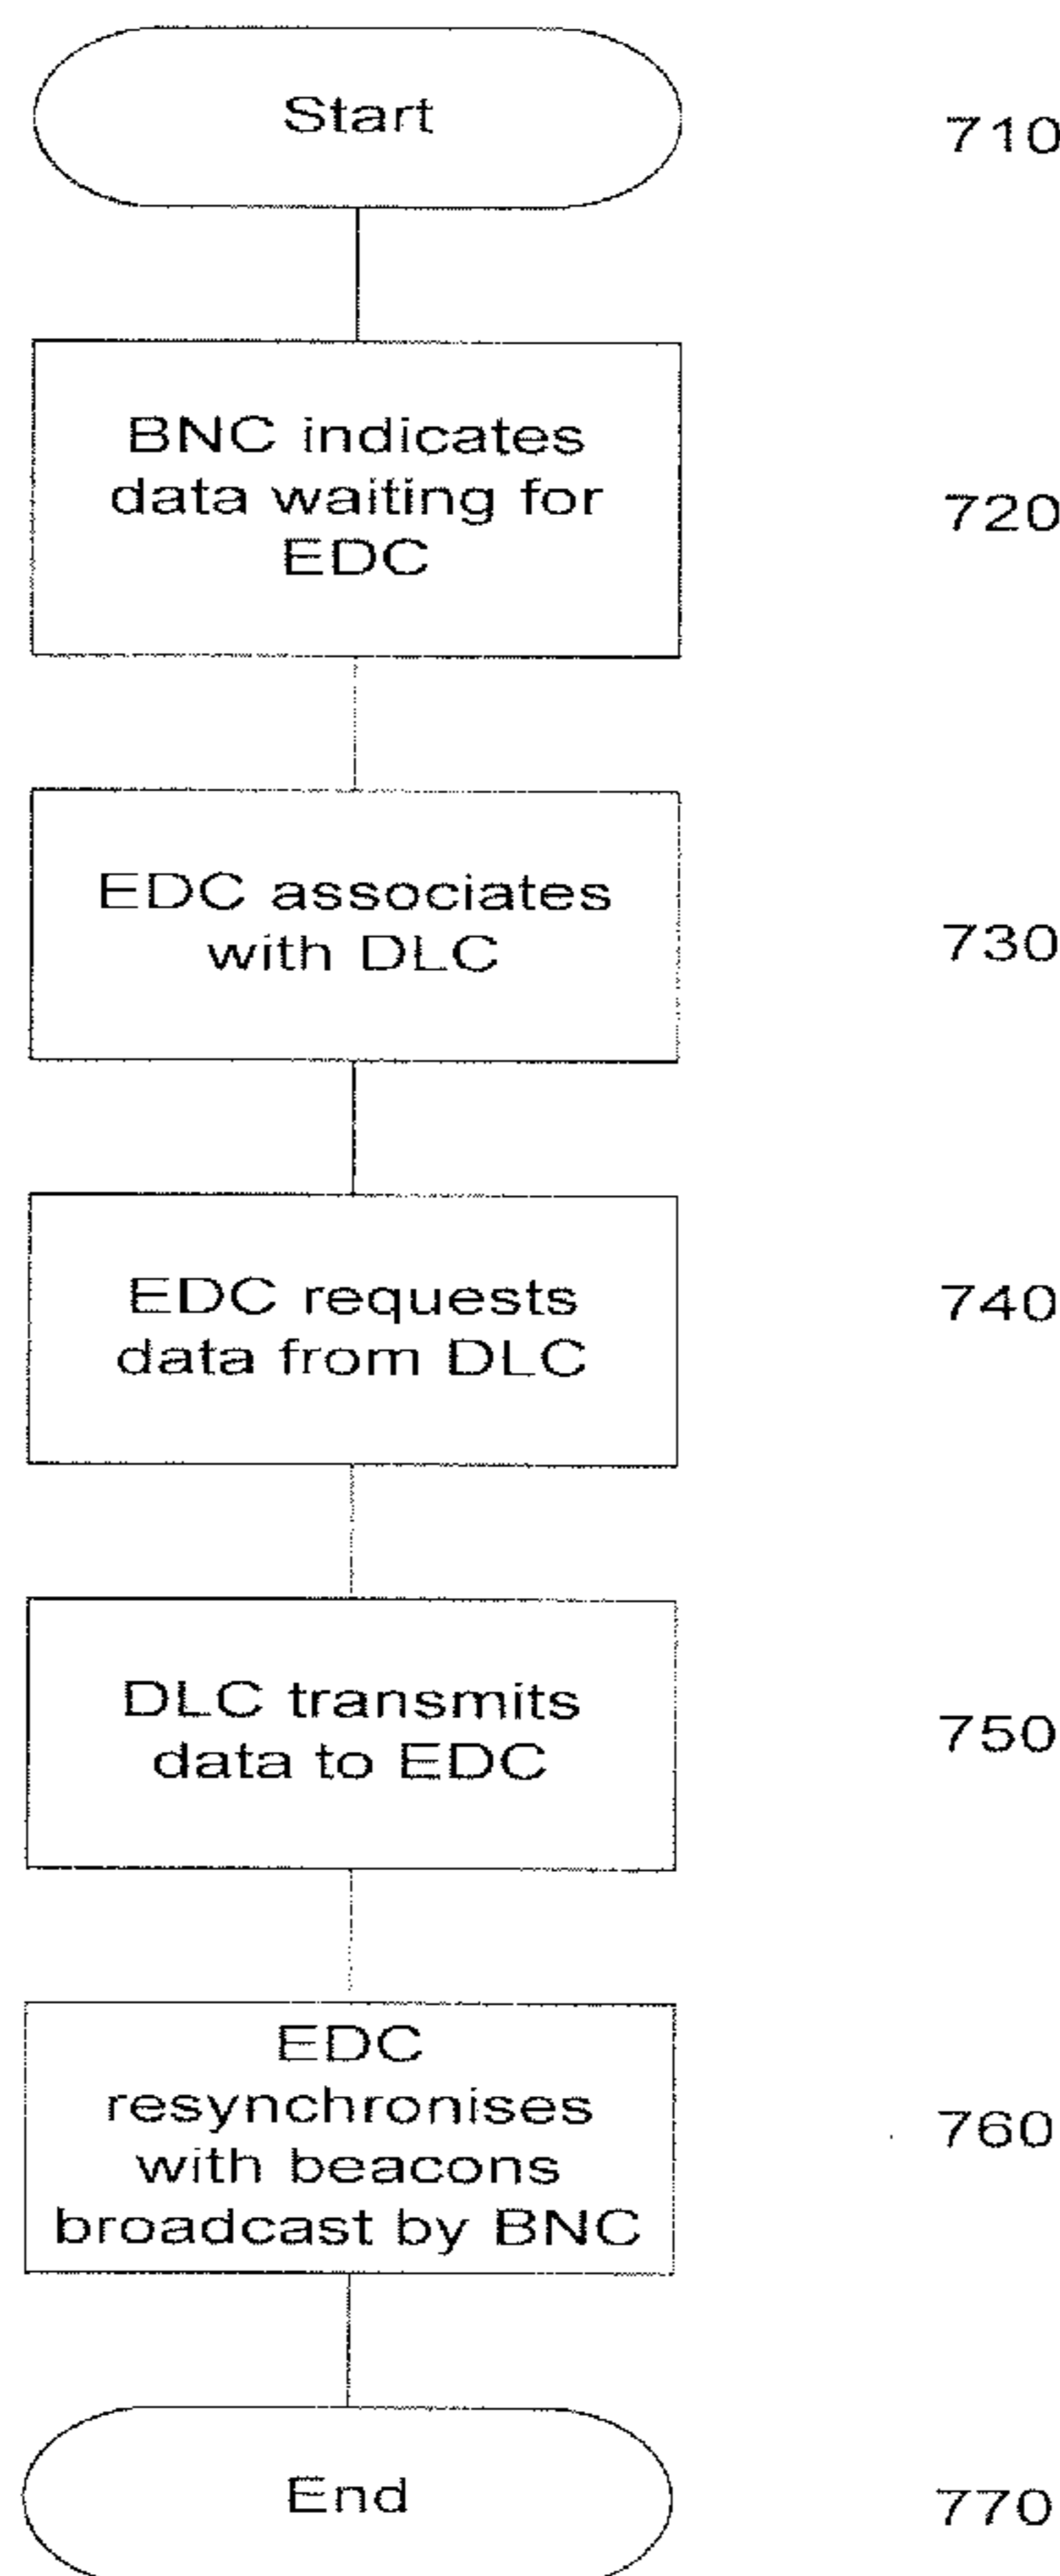 Start
710
BNC indicates
data waiting for
EDC
720
EDC associates
with DLC
730
EDC requests
data from DLC
740
DLC transmits
data to EDC
750
EDC
resynchronises
with beacons
broadcast by BNC
760
End
770